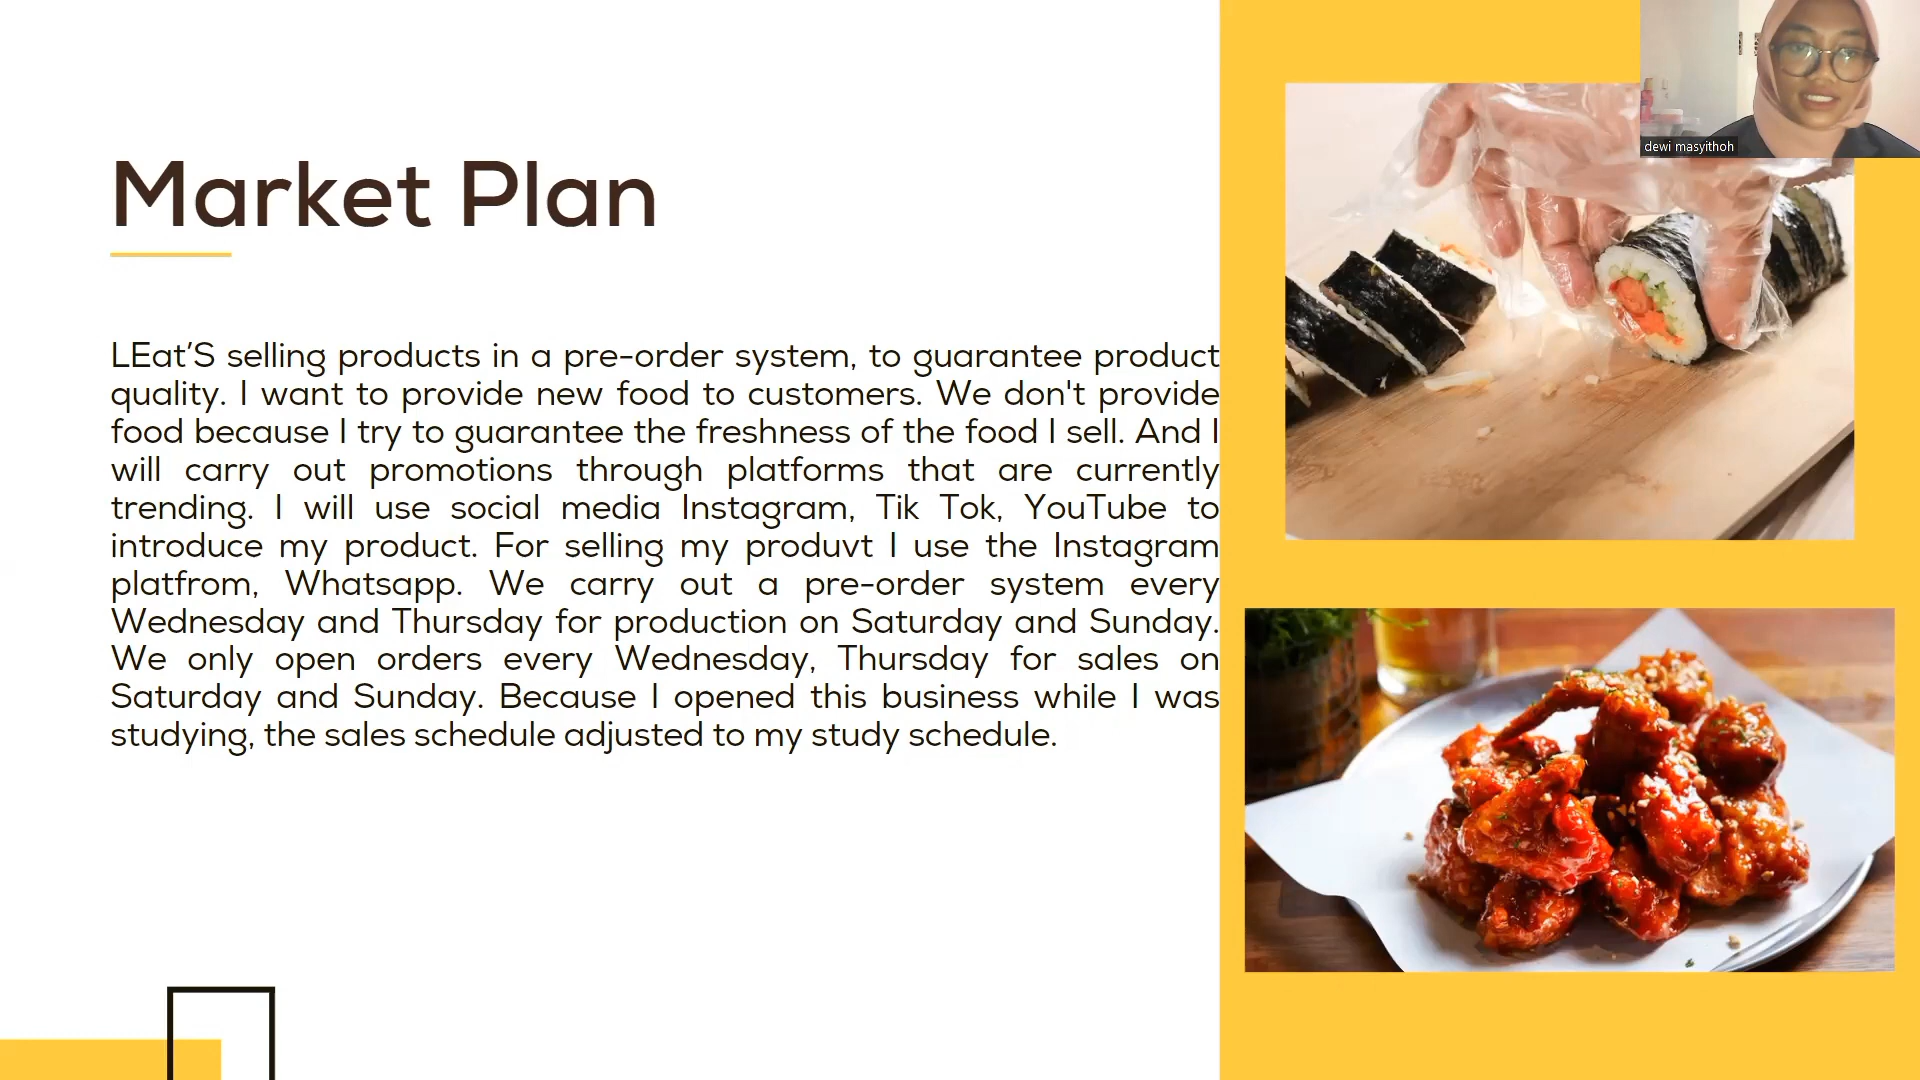 dewi masyithoh
Market Plan
LEat’S selling products in a pre-order system, to guarantee product
quality. I want to provide new food to customers. We don't provide
food because I try to guarantee the freshness of the food I sell. And I
will carry out promotions through platforms that are currently
trending. I will use social media Instagram, Tik Tok, YouTube to
introduce my product. For selling my produvt I use the Instagram
platfrom, Whatsapp. We carry out a pre-order system every
Wednesday and Thursday for production on Saturday and Sunday.
We only open orders every Wednesday, Thursday for sales on
Saturday and Sunday. Because I opened this business while I was
studying, the sales schedule adjusted to my study schedule.